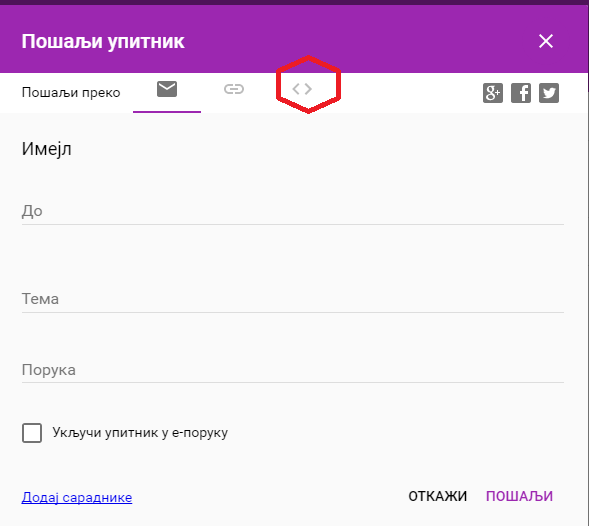 Пошаљи упитник
Пошаљи преко
Имејл
До
Тема
Порука
Укључи упитник у е-поруку
Додај сараднике
ОТКАЖИ ПОШАЉИ